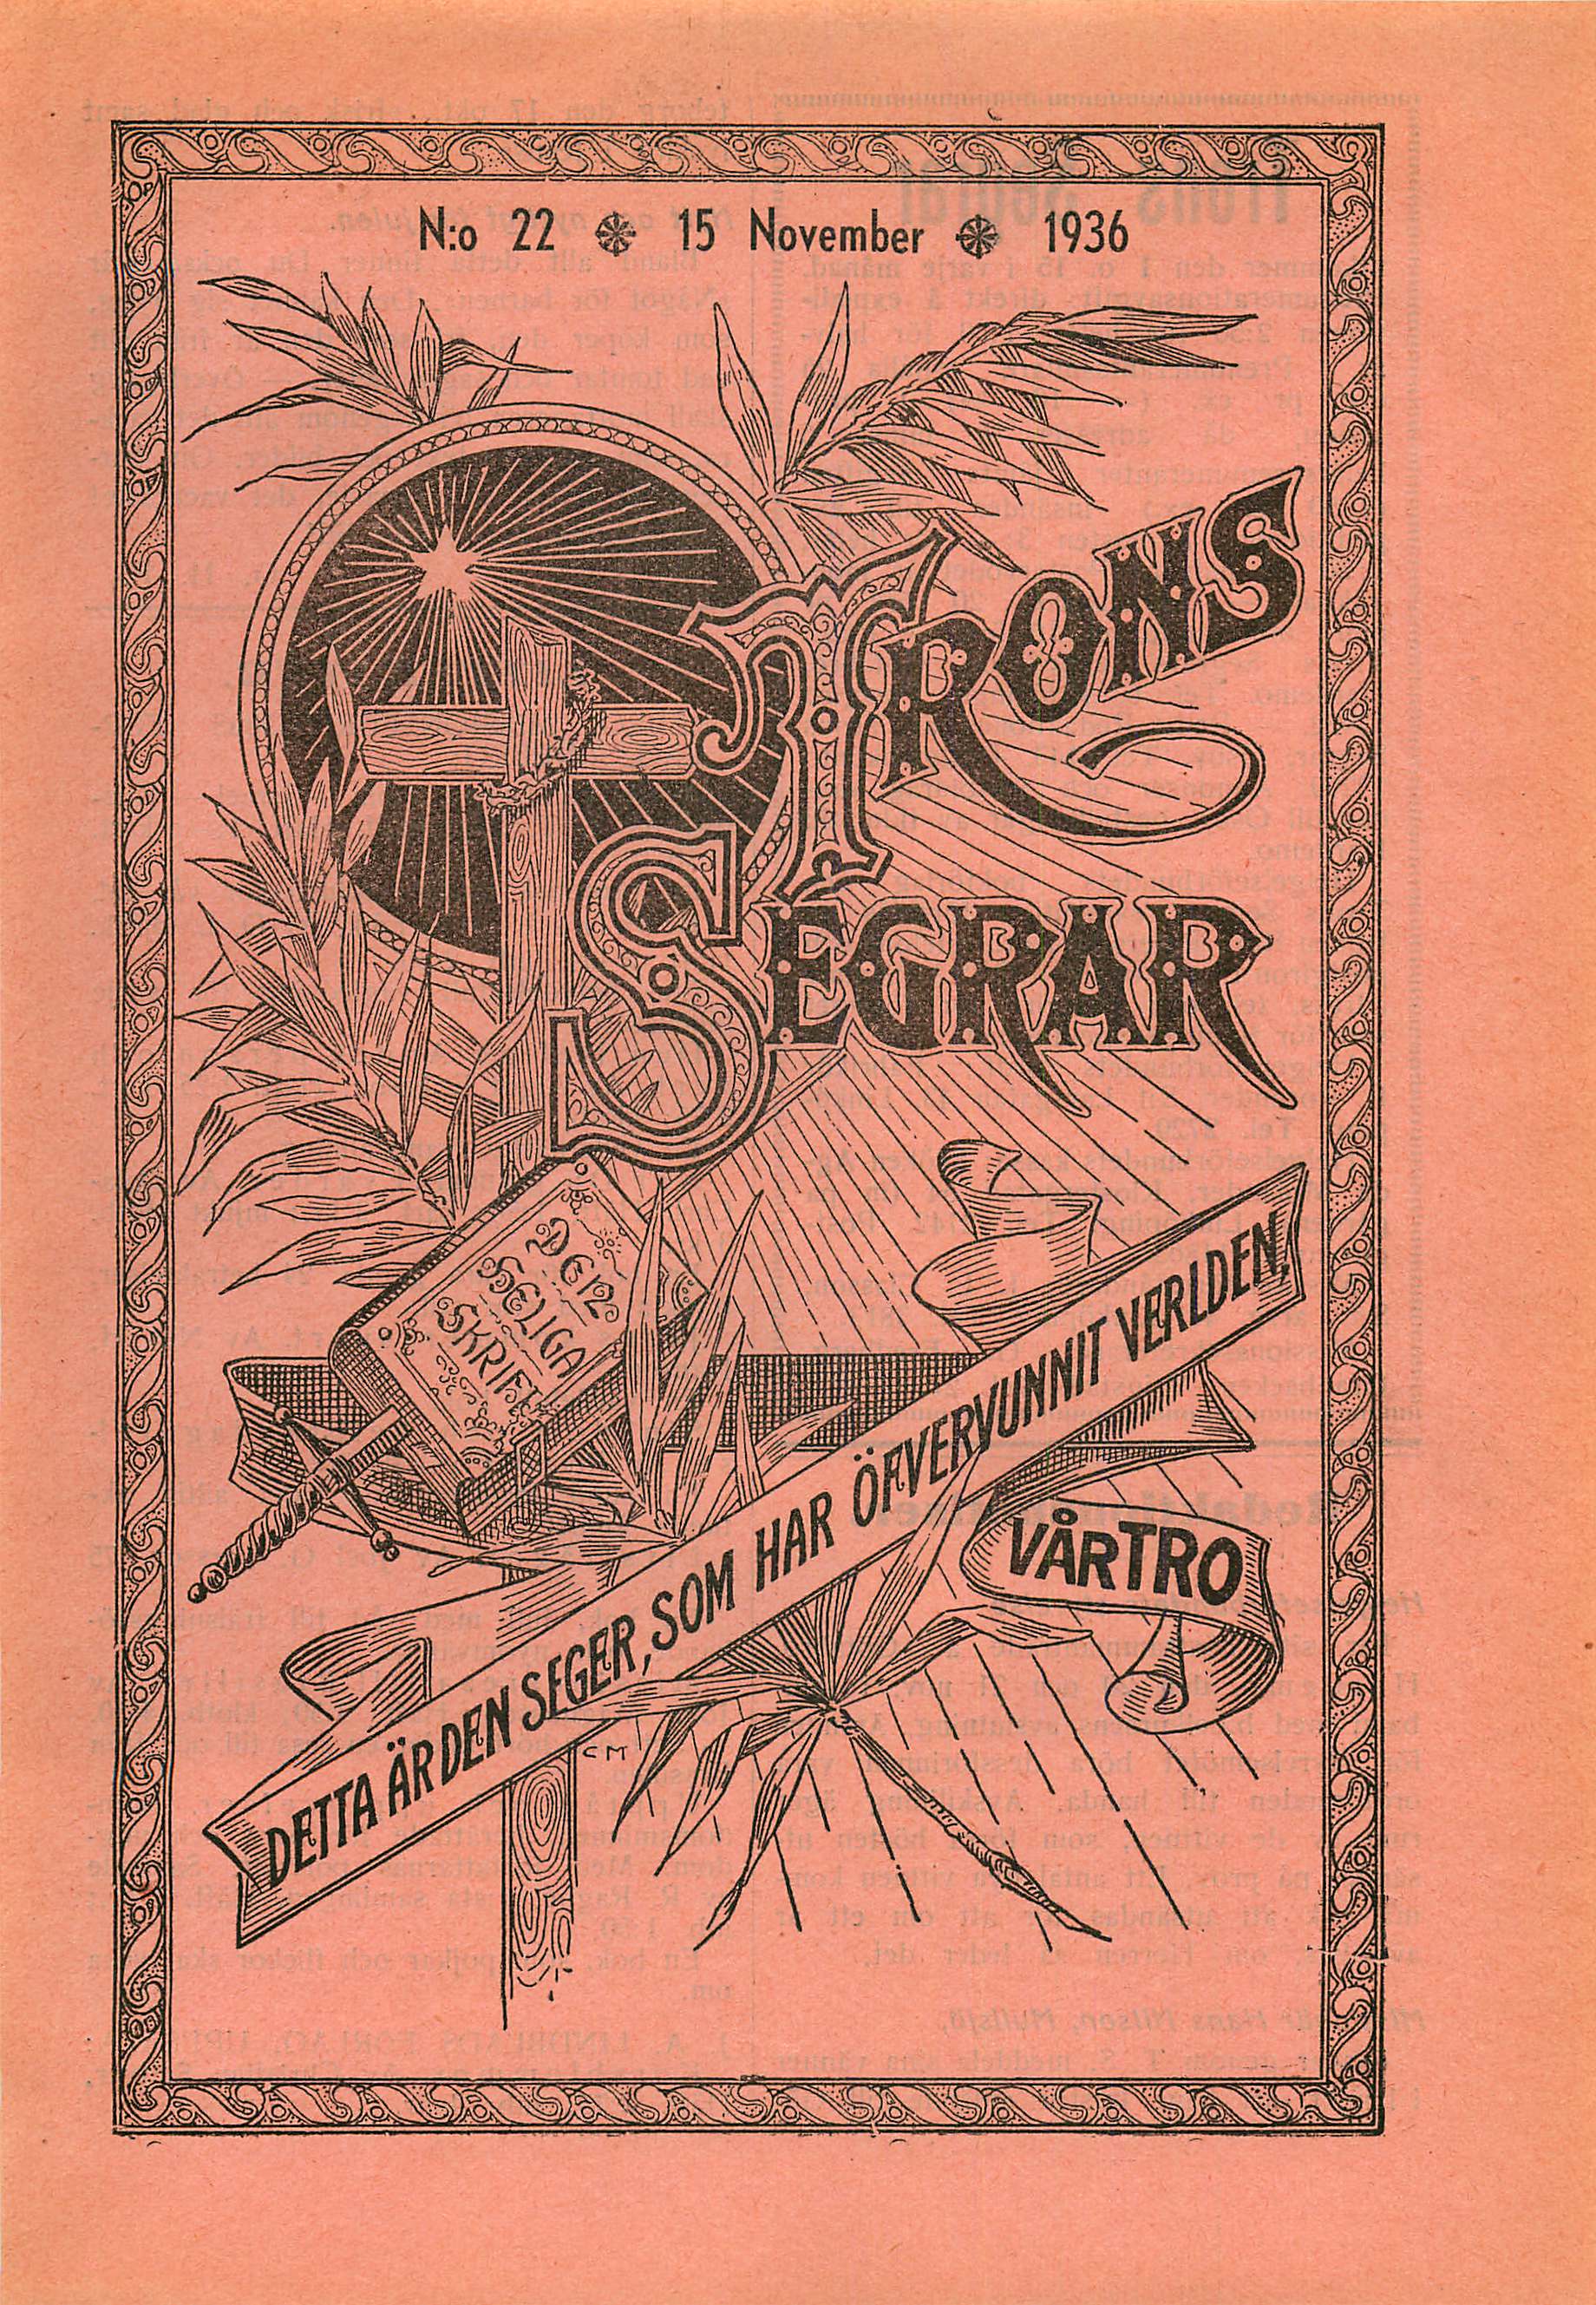 N:o 22 15 November 1936
TRONS
SEGRAR
DEN
HELIGA
SKRIFT
DETTA ÄR DEN SEGER, SOM HAR ÖFVERVUNNIT VERLDEN.
VÅR TRO
CM